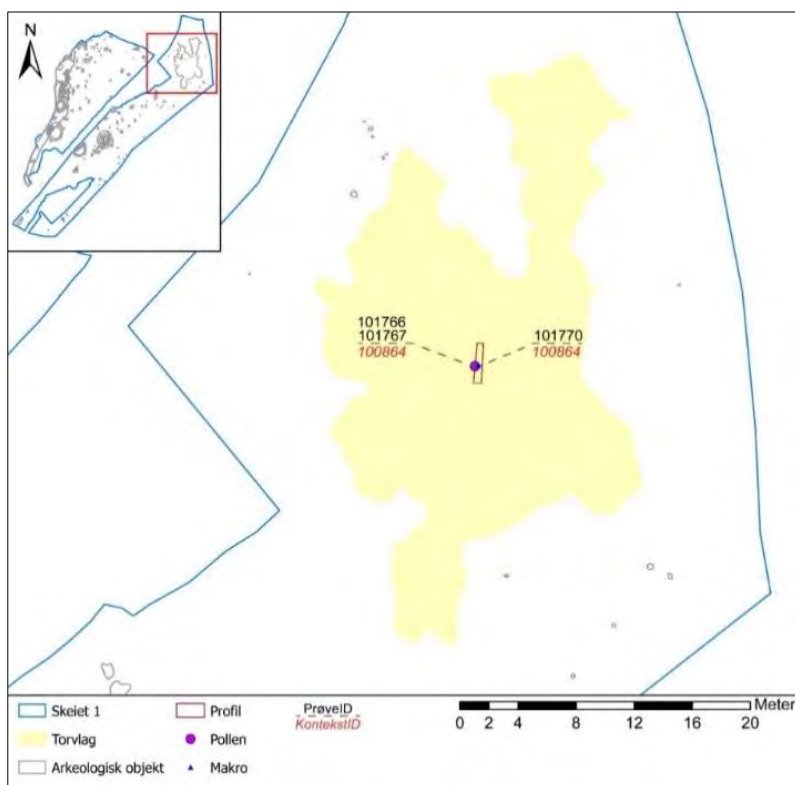 N
101766
101767
100864
101770
100864
Skeiet 1
Torvlag
Arkeologisk objekt
Profil
Pollen
Makro
PrøveID
KontekstID
Meter
0 2 4 8 12 16 20